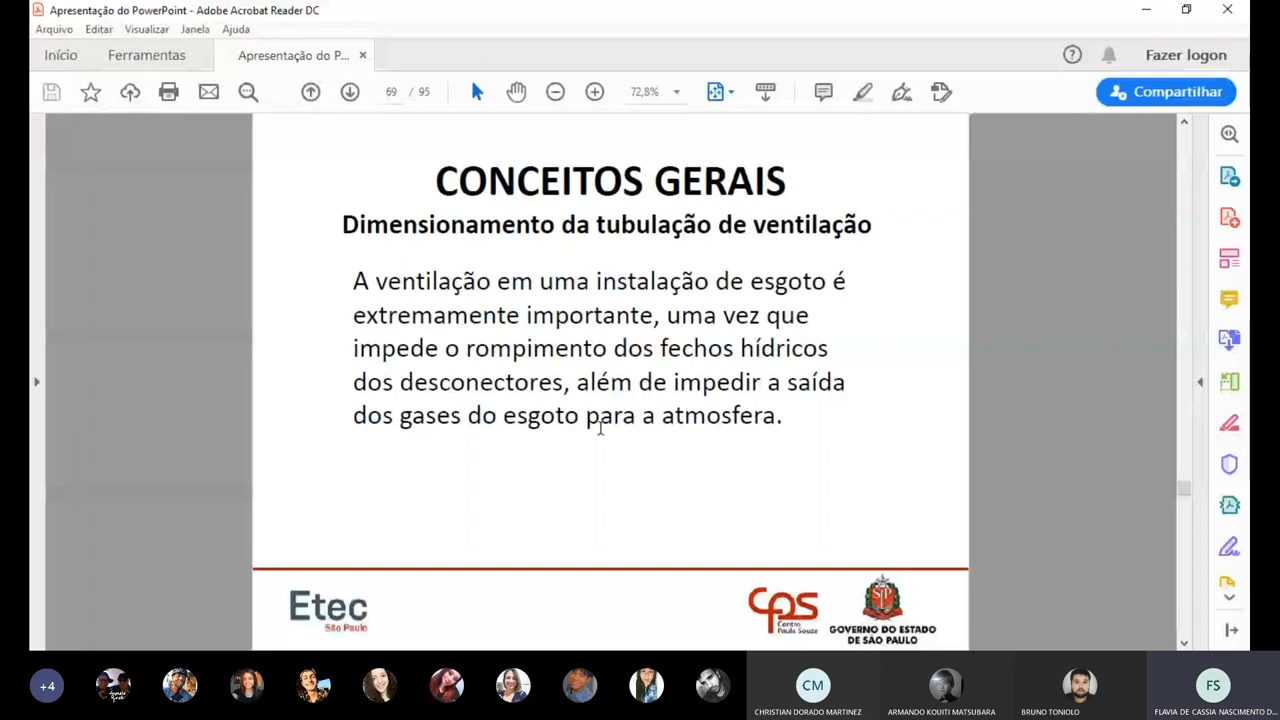 Apresentação do PowerPoint - Adobe Acrobat Reader DC
Arquivo Editar Visualizar Janela Ajuda
Início Ferramentas Apresentação do P... × Fazer logon
69 / 95 72,8% Compartilhar
CONCEITOS GERAIS
Dimensionamento da tubulação de ventilação
A ventilação em uma instalação de esgoto é
extremamente importante, uma vez que
impede o rompimento dos fechos hídricos
dos desconectores, além de impedir a saída
dos gases do esgoto para a atmosfera.
Etec
São Paulo
cps
Centro
Paula Souza
GOVERNO DO ESTADO
DE SÃO PAULO
+4 CM FS
CHRISTIAN DORADO MARTINEZ ARMANDO KOUITI MATSUBARA BRUNO TONIOLO FLAVIA DE CASSIA NASCIMENTO D...